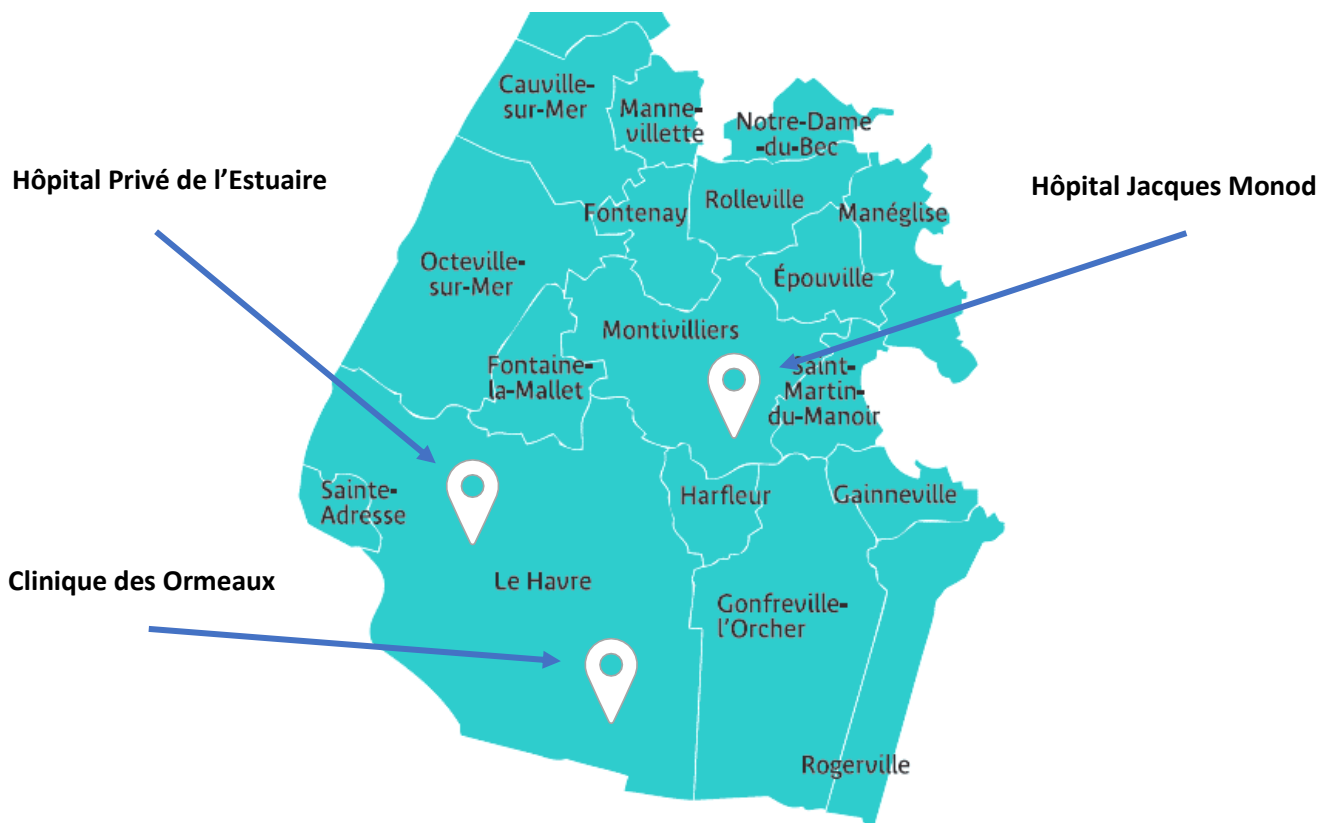 Cauville-
sur-Mer
Manne-
villette
Notre-Dame
-du-Bec
Hôpital Privé de l’Estuaire
Hôpital Jacques Monod
Fontenay
Rolleville
Manéglise
Octeville-
sur-Mer
Épouville
Montivilliers
Fontaine-
la-Mallet
Saint-
Martin-
du-Manoir
Sainte-
Adresse
Harfleur
Gainneville
Clinique des Ormeaux
Le Havre
Gonfreville-
l'Orcher
Rogerville